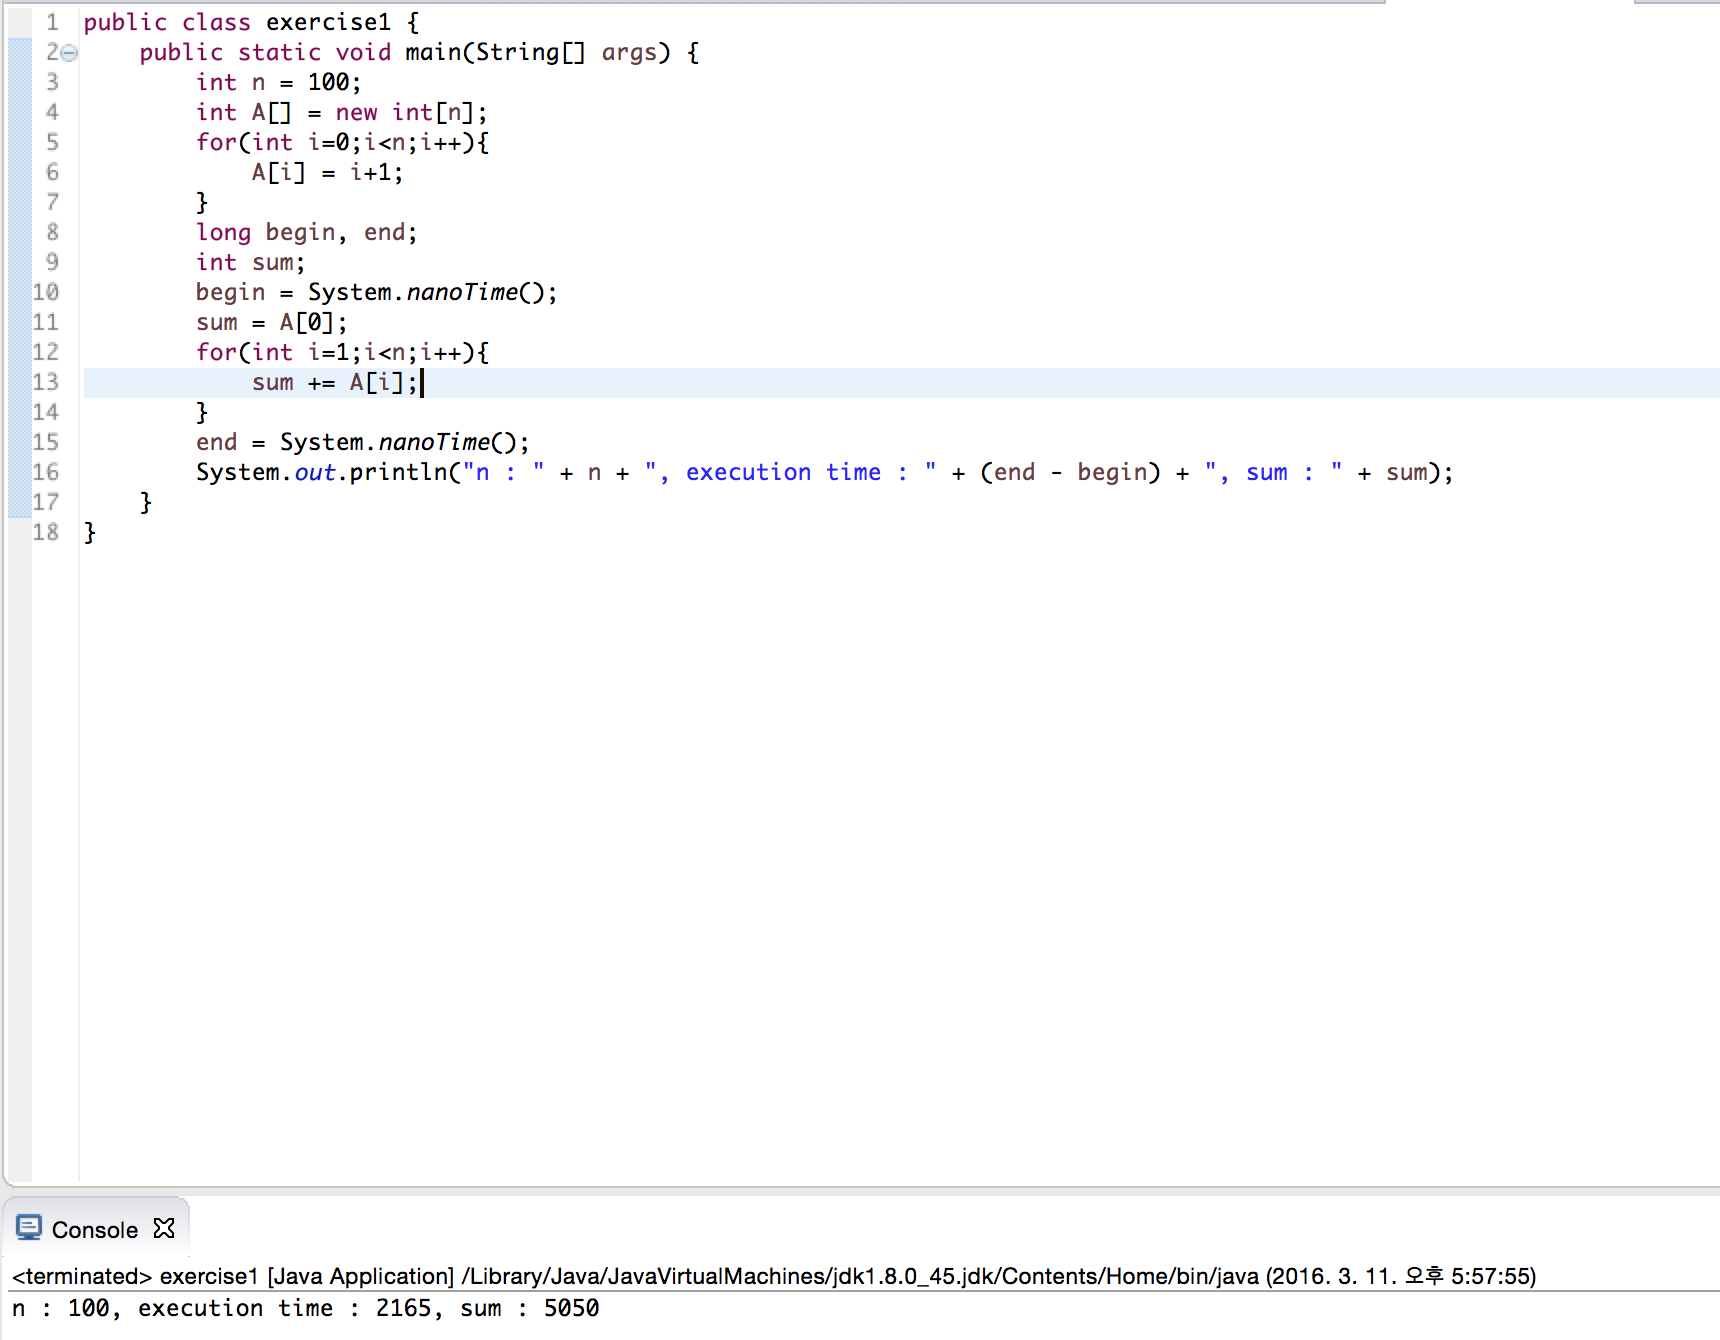 1 public class exercise1 {
2 public static void main(String[] args) {
3 int n = 100;
4 int A[] = new int[n];
5 for(int i=0;i<n;i++){
6 A[i] = i+1;
7 }
8 long begin, end;
9 int sum;
10 begin = System.nanoTime();
11 sum = A[0];
12 for(int i=1;i<n;i++){
13 sum += A[i];
14 }
15 end = System.nanoTime();
16 System.out.println("n : " + n + ", execution time : " + (end - begin) + ", sum : " + sum);
17 }
18 }
Console
<terminated> exercise1 [Java Application] /Library/Java/JavaVirtualMachines/jdk1.8.0_45.jdk/Contents/Home/bin/java (2016. 3. 11. 오후 5:57:55)
n : 100, execution time : 2165, sum : 5050